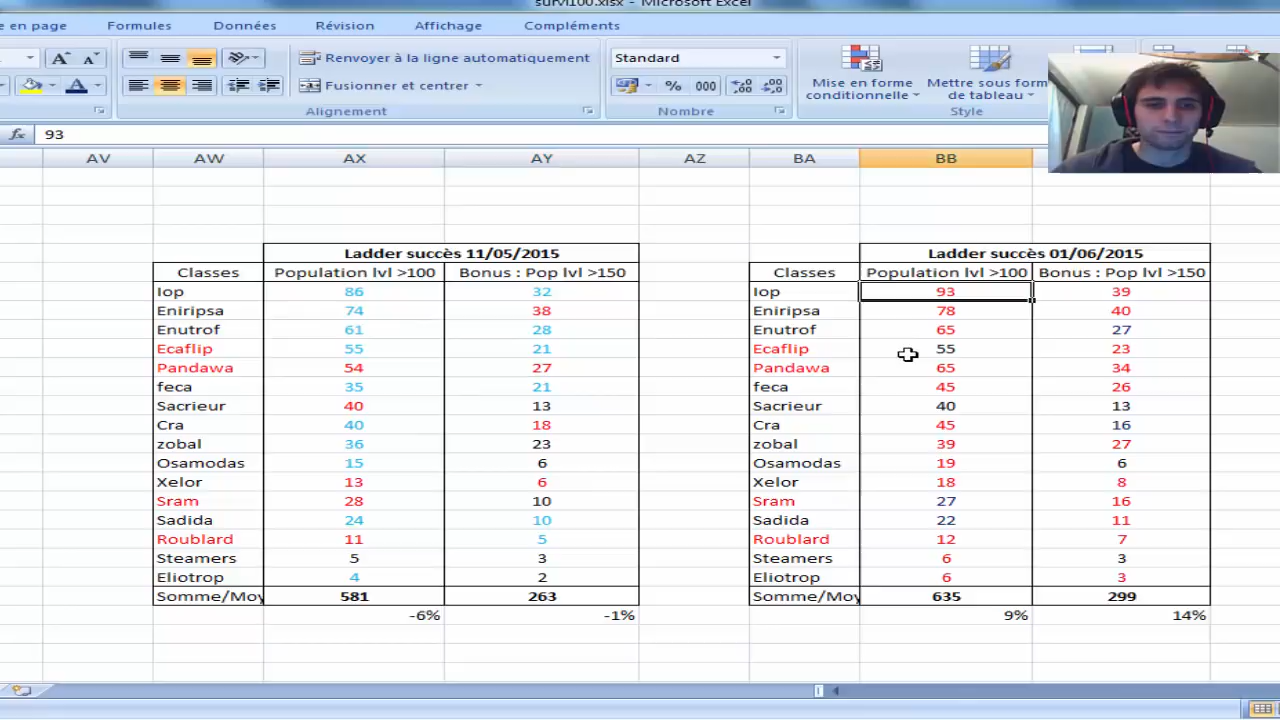 survi100.xlsx - Microsoft Excel
e en page Formules Données Révision Affichage Compléments
Renvoyer à la ligne automatiquement Standard
Fusionner et centrer % 000
Mise en forme conditionnelle
Mettre sous form de tableau
Alignement Nombre Style
fx 93
AV AW AX AY AZ BA BB
Ladder succès 11/05/2015 Ladder succès 01/06/2015
Classes Population lvl >100 Bonus : Pop lvl >150 Classes Population lvl >100 Bonus : Pop lvl >150
Iop 86 32 Iop 93 39
Eniripsa 74 38 Eniripsa 78 40
Enutrof 61 28 Enutrof 65 27
Ecaflip 55 21 Ecaflip 55 23
Pandawa 54 27 Pandawa 65 34
feca 35 21 feca 45 26
Sacrieur 40 13 Sacrieur 40 13
Cra 40 18 Cra 45 16
zobal 36 23 zobal 39 27
Osamodas 15 6 Osamodas 19 6
Xelor 13 6 Xelor 18 8
Sram 28 10 Sram 27 16
Sadida 24 10 Sadida 22 11
Roublard 11 5 Roublard 12 7
Steamers 5 3 Steamers 6 3
Eliotrop 4 2 Eliotrop 6 3
Somme/Moy 581 263 Somme/Moy 635 299
-6% -1% 9% 14%